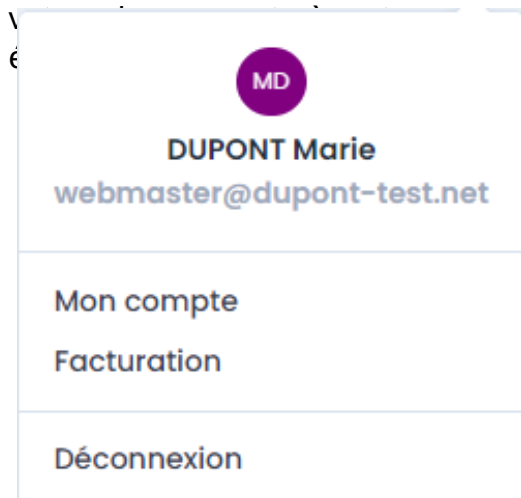 MD
DUPONT Marie
webmaster@dupont-test.net
Mon compte
Facturation
Déconnexion